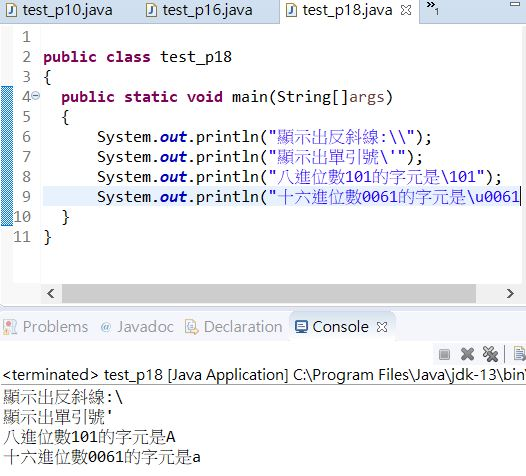 test_p10.java test_p16.java test_p18.java »1
1
2 public class test_p18
3 {
4 public static void main(String[]args)
5 {
6 System.out.println("顯示出反斜線:\\");
7 System.out.println("顯示出單引號\'");
8 System.out.println("八進位數101的字元是\101");
9 System.out.println("十六進位數0061的字元是\u0061
10 }
11 }
Problems @ Javadoc Declaration Console
<terminated> test_p18 [Java Application] C:\Program Files\Java\jdk-13\bin\
顯示出反斜線:\
顯示出單引號'
八進位數101的字元是A
十六進位數0061的字元是a